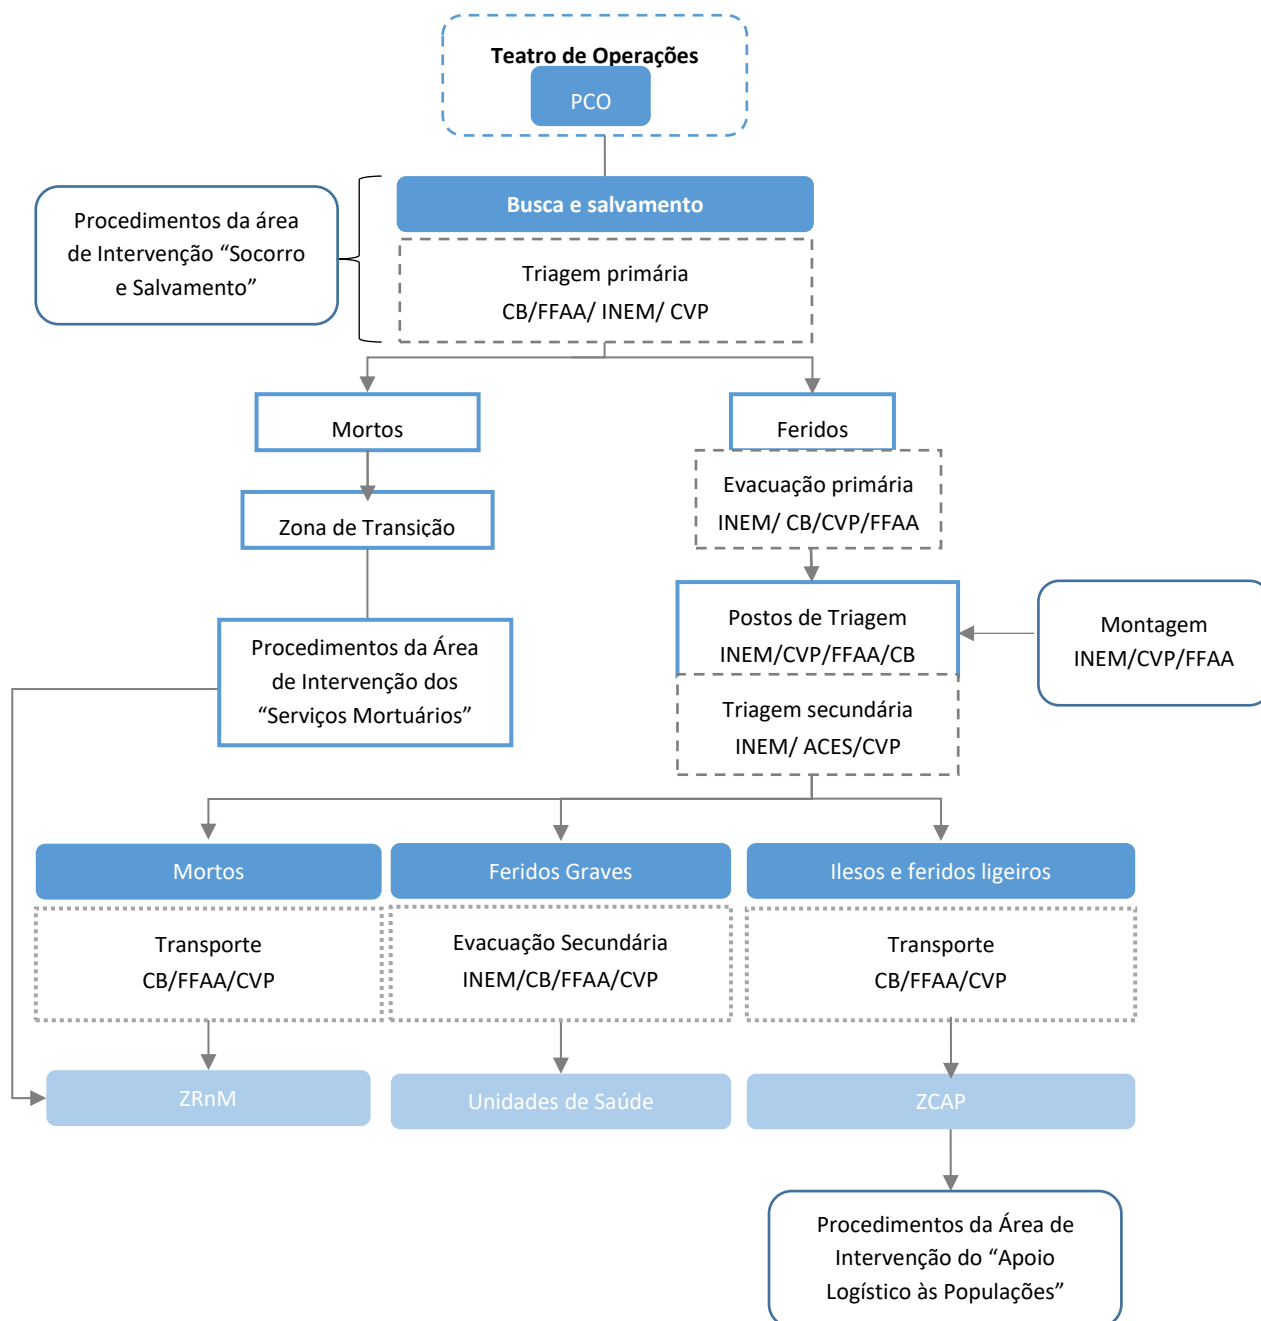 Teatro de Operações
PCO
Busca e salvamento
Procedimentos da área
de Intervenção “Socorro
e Salvamento”
Triagem primária
CB/FFAA/ INEM/ CVP
Mortos
Feridos
Evacuação primária
INEM/ CB/CVP/FFAA
Zona de Transição
Postos de Triagem
INEM/CVP/FFAA/CB
Montagem
INEM/CVP/FFAA
Procedimentos da Área
de Intervenção dos
“Serviços Mortuários”
Triagem secundária
INEM/ ACES/CVP
Mortos
Feridos Graves
Ilesos e feridos ligeiros
Transporte
CB/FFAA/CVP
Evacuação Secundária
INEM/CB/FFAA/CVP
Transporte
CB/FFAA/CVP
ZRnM
Unidades de Saúde
ZCAP
Procedimentos da Área de
Intervenção do “Apoio
Logístico às Populações”